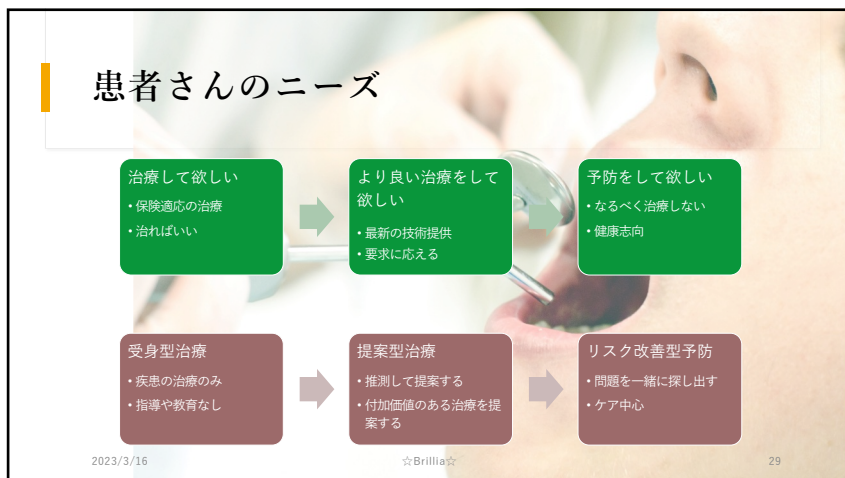 患者さんのニーズ
治療して欲しい
• 保険適応の治療
• 治ればいい
より良い治療をして
欲しい
• 最新の技術提供
• 要求に応える
予防をして欲しい
• なるべく治療しない
• 健康志向
受身型治療
• 疾患の治療のみ
• 指導や教育なし
提案型治療
• 推測して提案する
• 付加価値のある治療を提
案する
リスク改善型予防
• 問題を一緒に探し出す
• ケア中心
2023/3/16
☆Brillia☆
29